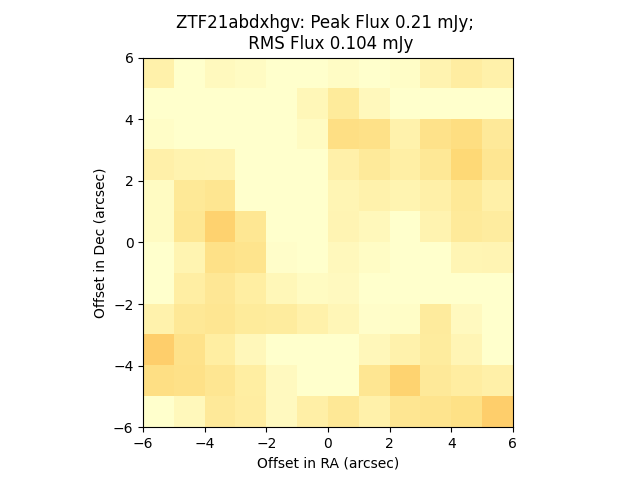 ZTF21abdxhgv: Peak Flux 0.21 mJy;
RMS Flux 0.104 mJy
6
4
2
0
−2
−4
−6
Offset in Dec (arcsec)
−6 −4 −2 0 2 4 6
Offset in RA (arcsec)